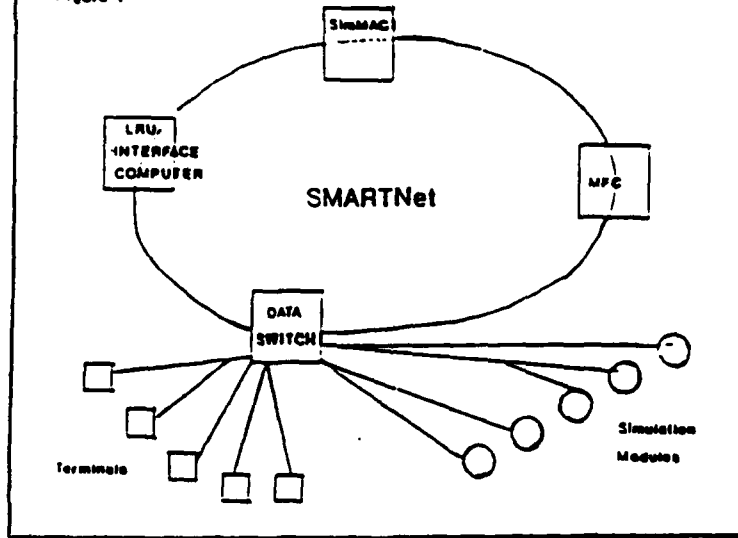 SimMAC
LRU-
INTERFACE
COMPUTER
MFC
SMARTNet
DATA
SWITCH
Simulation
Modules
Terminals